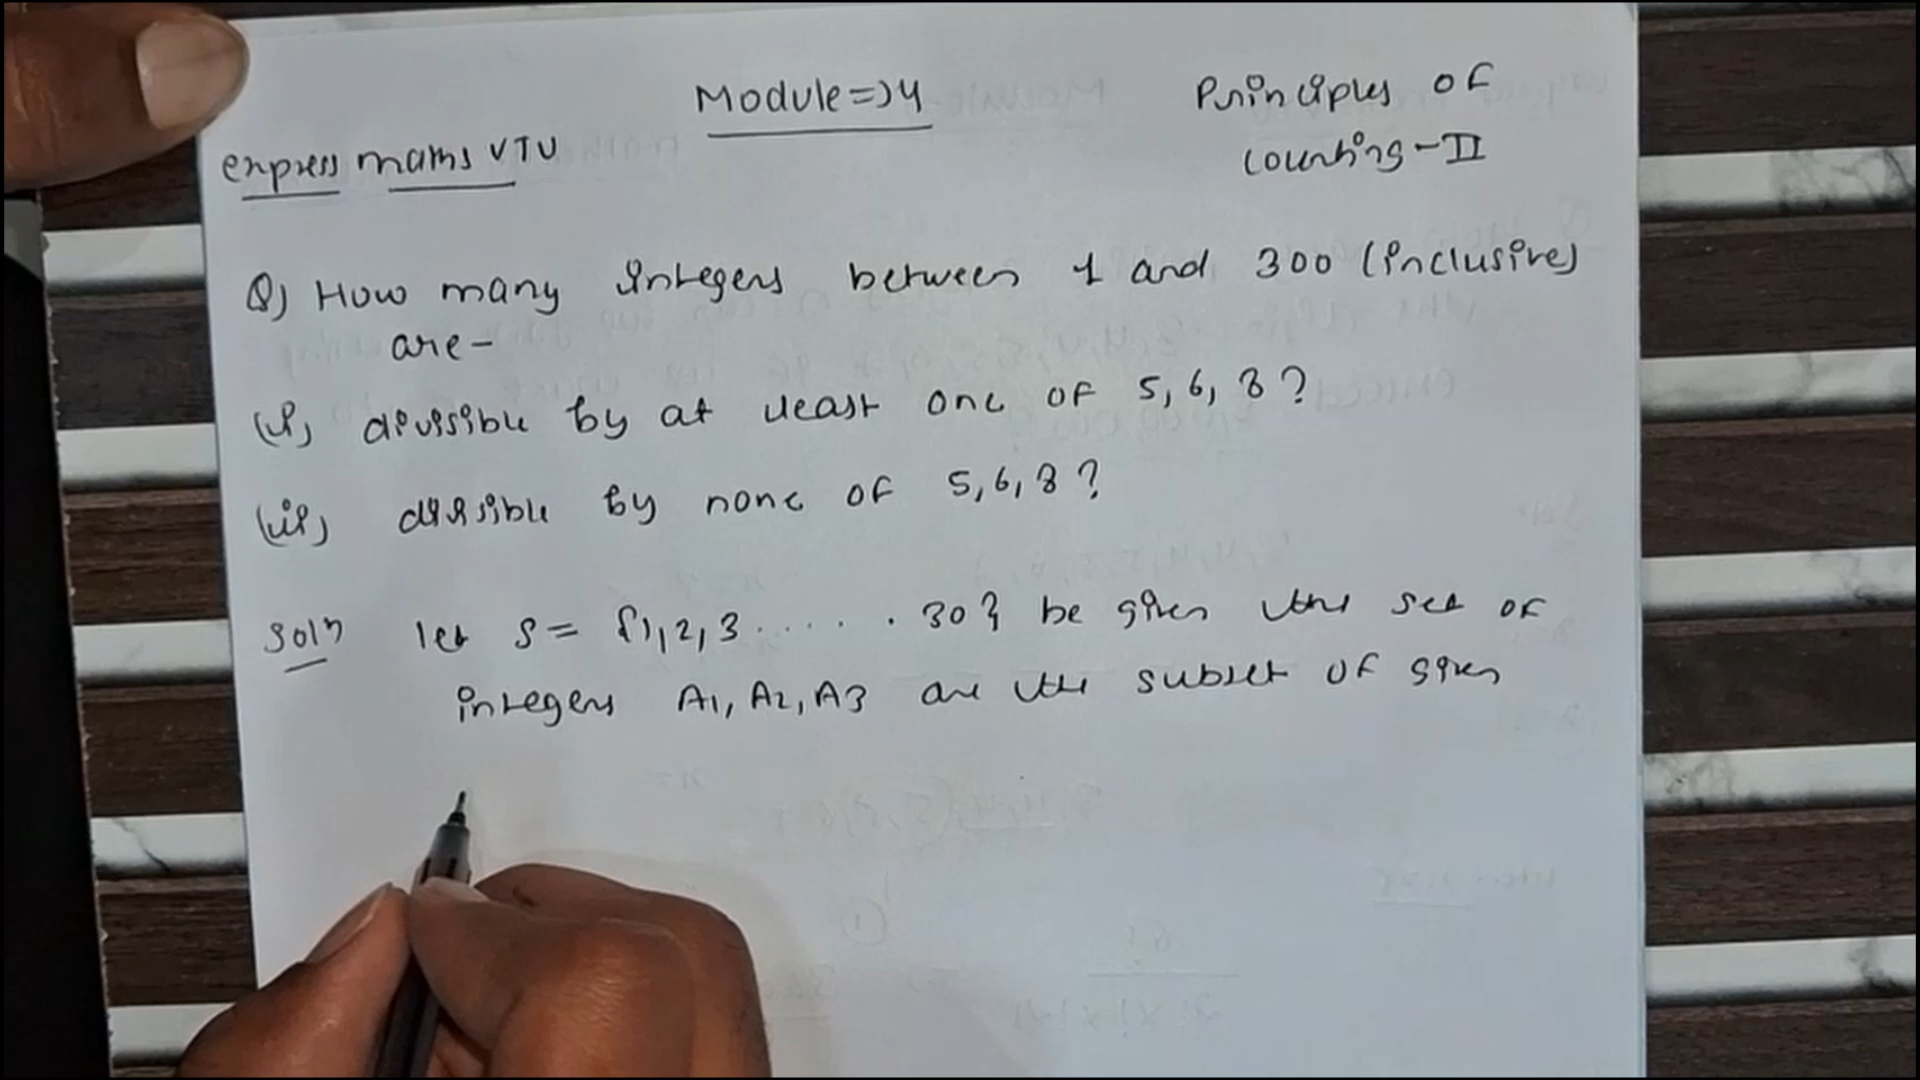 Module=>4
Principles of
counting-II
express maths VTU
Q) How many integers between 1 and 300 (inclusive)
are-
(i) divisible by at least one of 5, 6, 8?
(ii) divisible by none of 5, 6, 8?
Soln let S = {1, 2, 3 . . . . . . 30} be given the set of
integers A1, A2, A3 are the subset of given